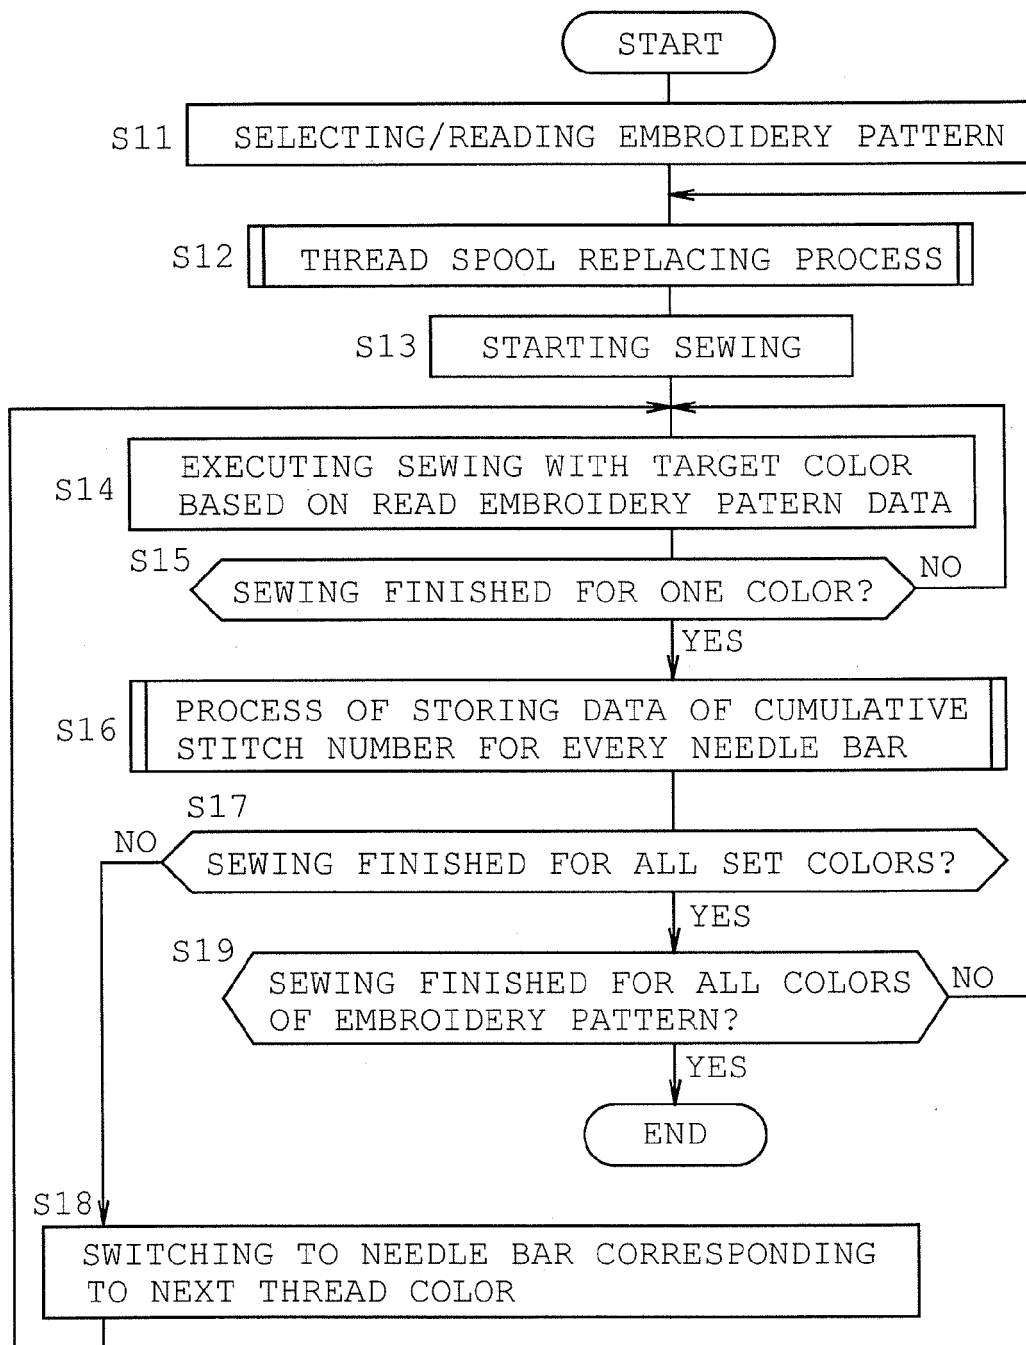 START
S11
SELECTING/READING EMBROIDERY PATTERN
S12
THREAD SPOOL REPLACING PROCESS
S13
STARTING SEWING
S14
EXECUTING SEWING WITH TARGET COLOR
BASED ON READ EMBROIDERY PATERN DATA
S15
SEWING FINISHED FOR ONE COLOR?
NO
YES
S16
PROCESS OF STORING DATA OF CUMULATIVE
STITCH NUMBER FOR EVERY NEEDLE BAR
S17
NO
SEWING FINISHED FOR ALL SET COLORS?
YES
S19
SEWING FINISHED FOR ALL COLORS
OF EMBROIDERY PATTERN?
NO
YES
END
S18
SWITCHING TO NEEDLE BAR CORRESPONDING
TO NEXT THREAD COLOR